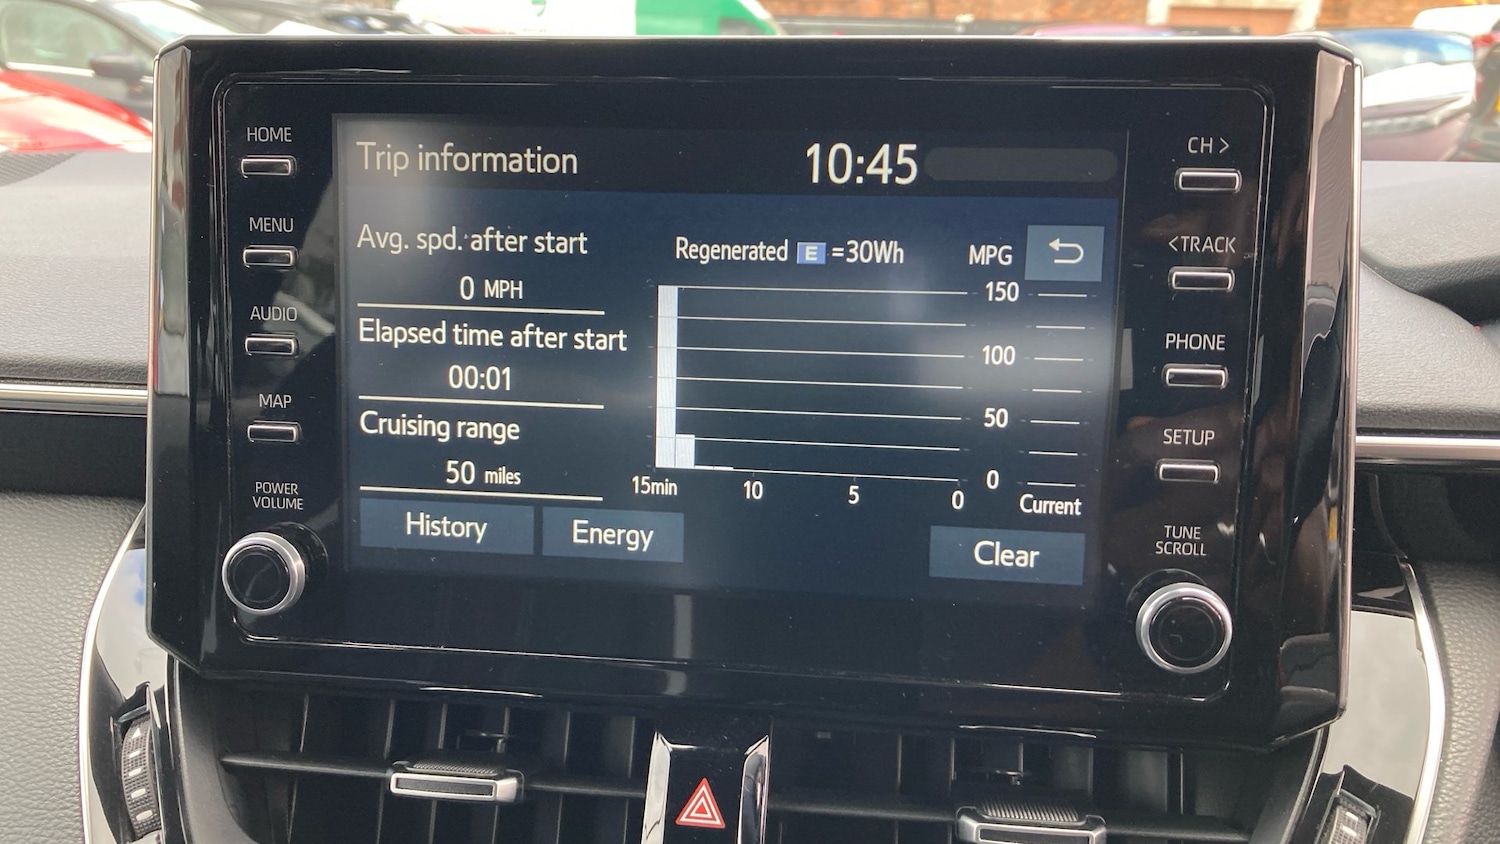 HOME
MENU
AUDIO
MAP
POWER
VOLUME
Trip information
10:45
Avg. spd. after start
0 MPH
Elapsed time after start
00:01
Cruising range
50 miles
Regenerated E =30Wh
MPG
150
100
50
0
15min 10 5 0 Current
History
Energy
Clear
CH >
<TRACK
PHONE
SETUP
TUNE
SCROLL